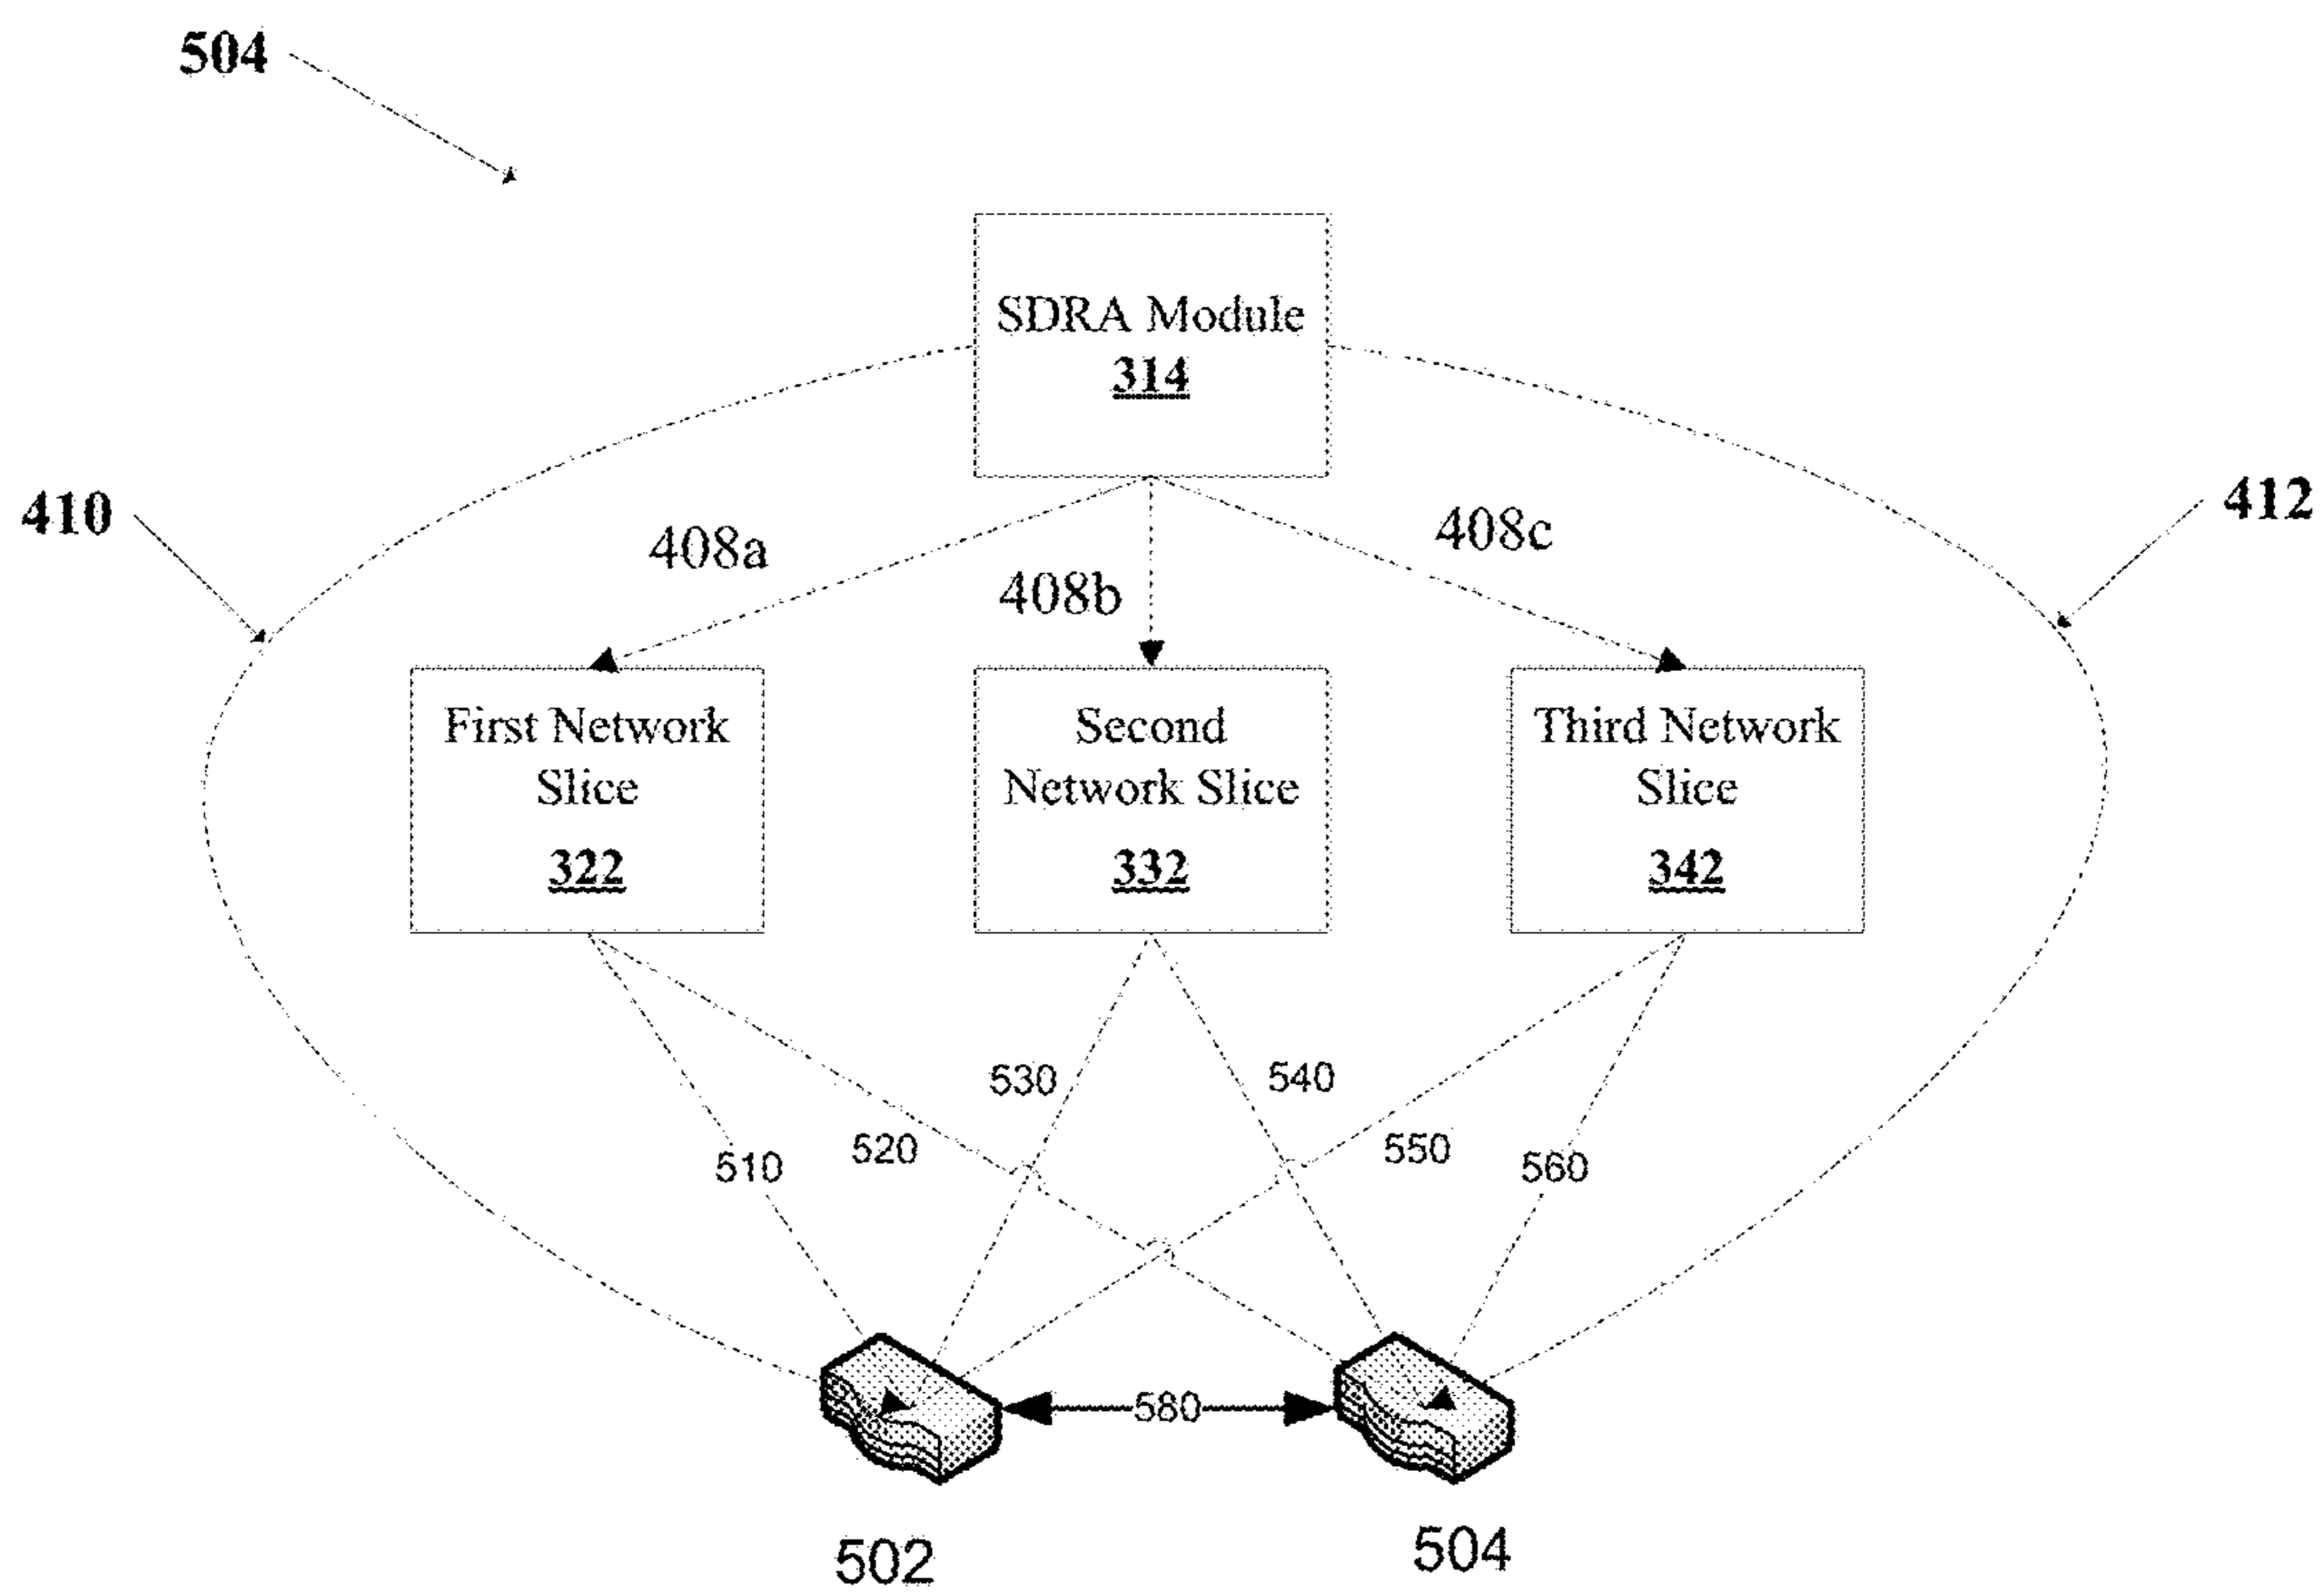 504
SDRA Module
314
410
412
408a
408b
408c
First Network
Slice
322
Second
Network Slice
332
Third Network
Slice
342
530
540
520
550
510
560
580
502
504